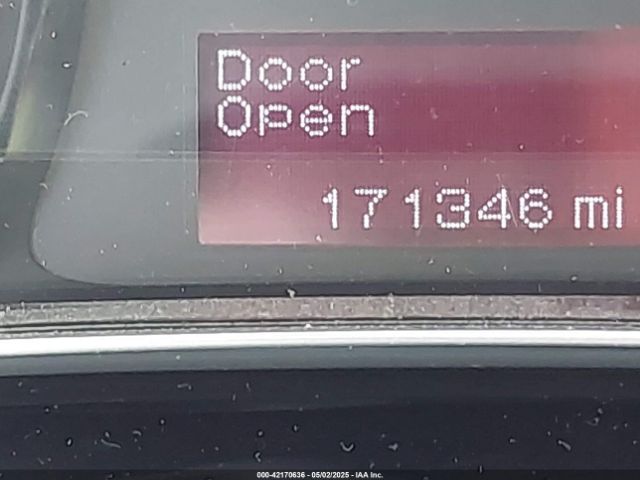 Door
Open
171346 mi
000-42170636 - 05/02/2025 - IAA Inc.